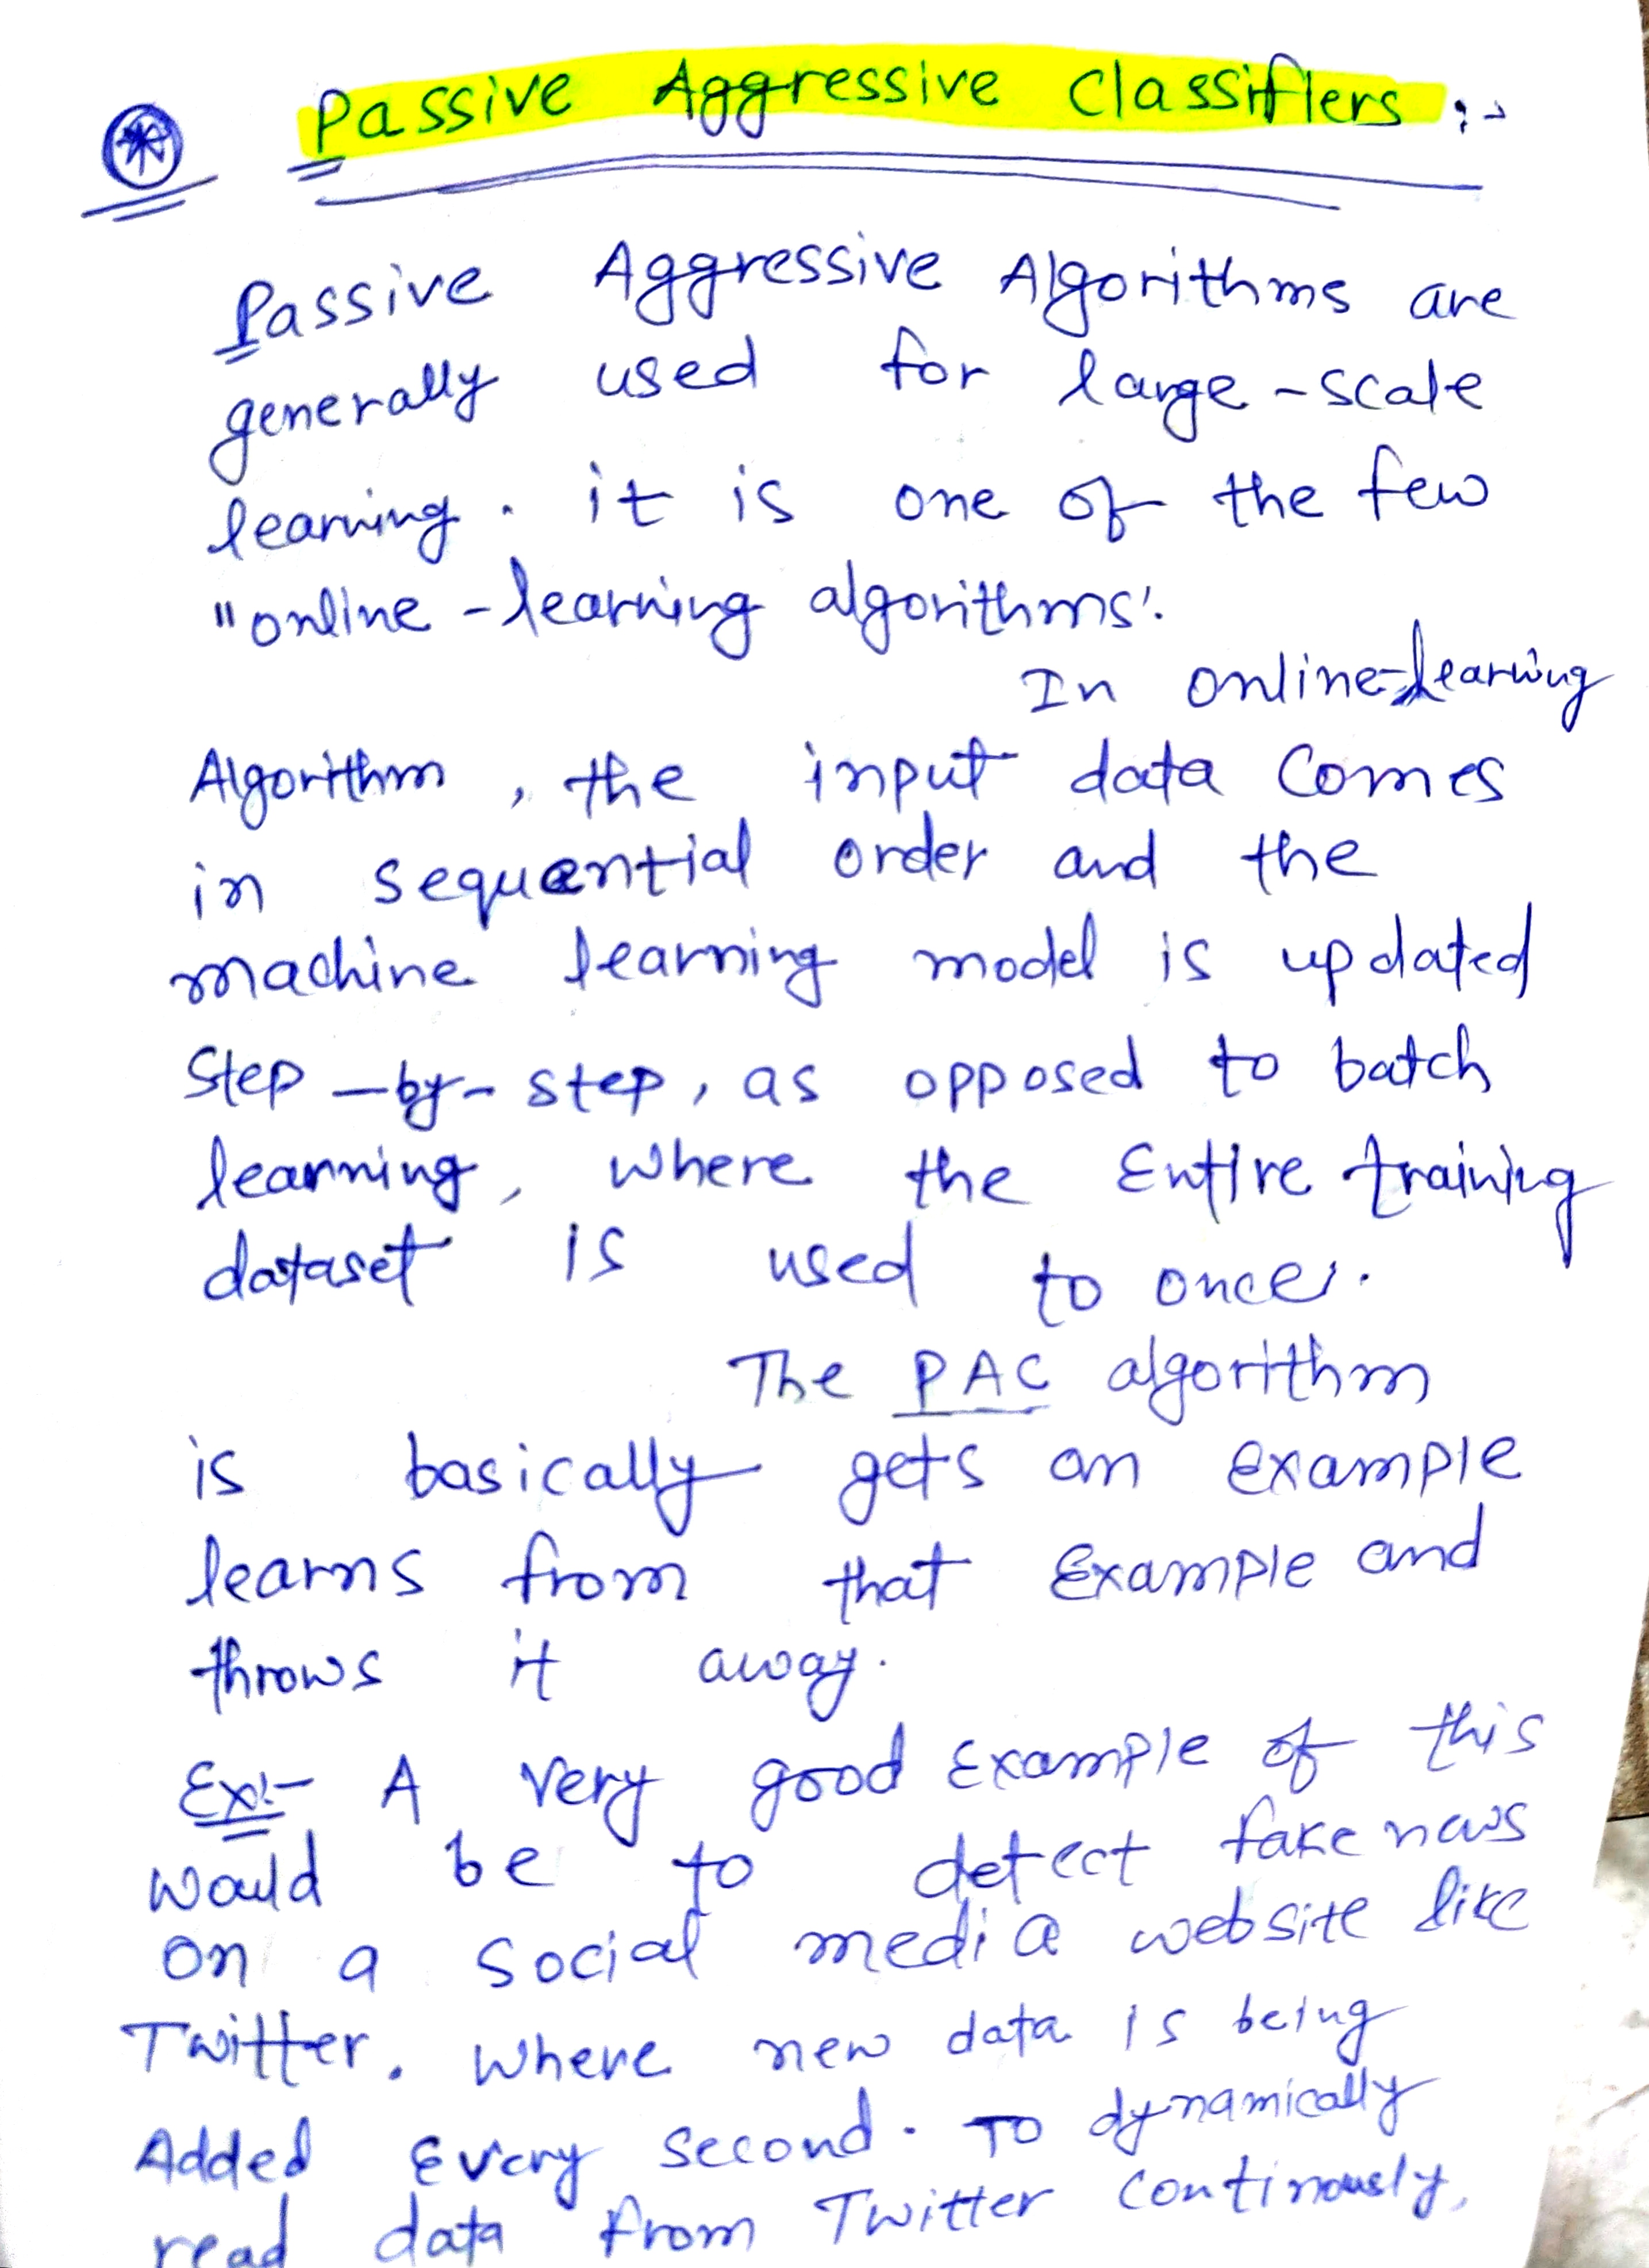 Passive Aggressive Classifiers :-
Passive Aggressive Algorithms are
generally used for large-scale
learning. it is one of the few
"online-learning algorithms".
In online-learning
Algorithm, the input data comes
in sequential order and the
machine learning model is updated
Step-by-step, as opposed to batch
learning, where the Entire training
dataset is used to once.
The PAC algorithm
is basically gets an example
learns from that Example and
throws it away.
Ex:- A very good Example of this
would be to detect fake news
on a social media website like
Twitter. where new data is being
Added Every second. To dynamically
read data from Twitter continously,